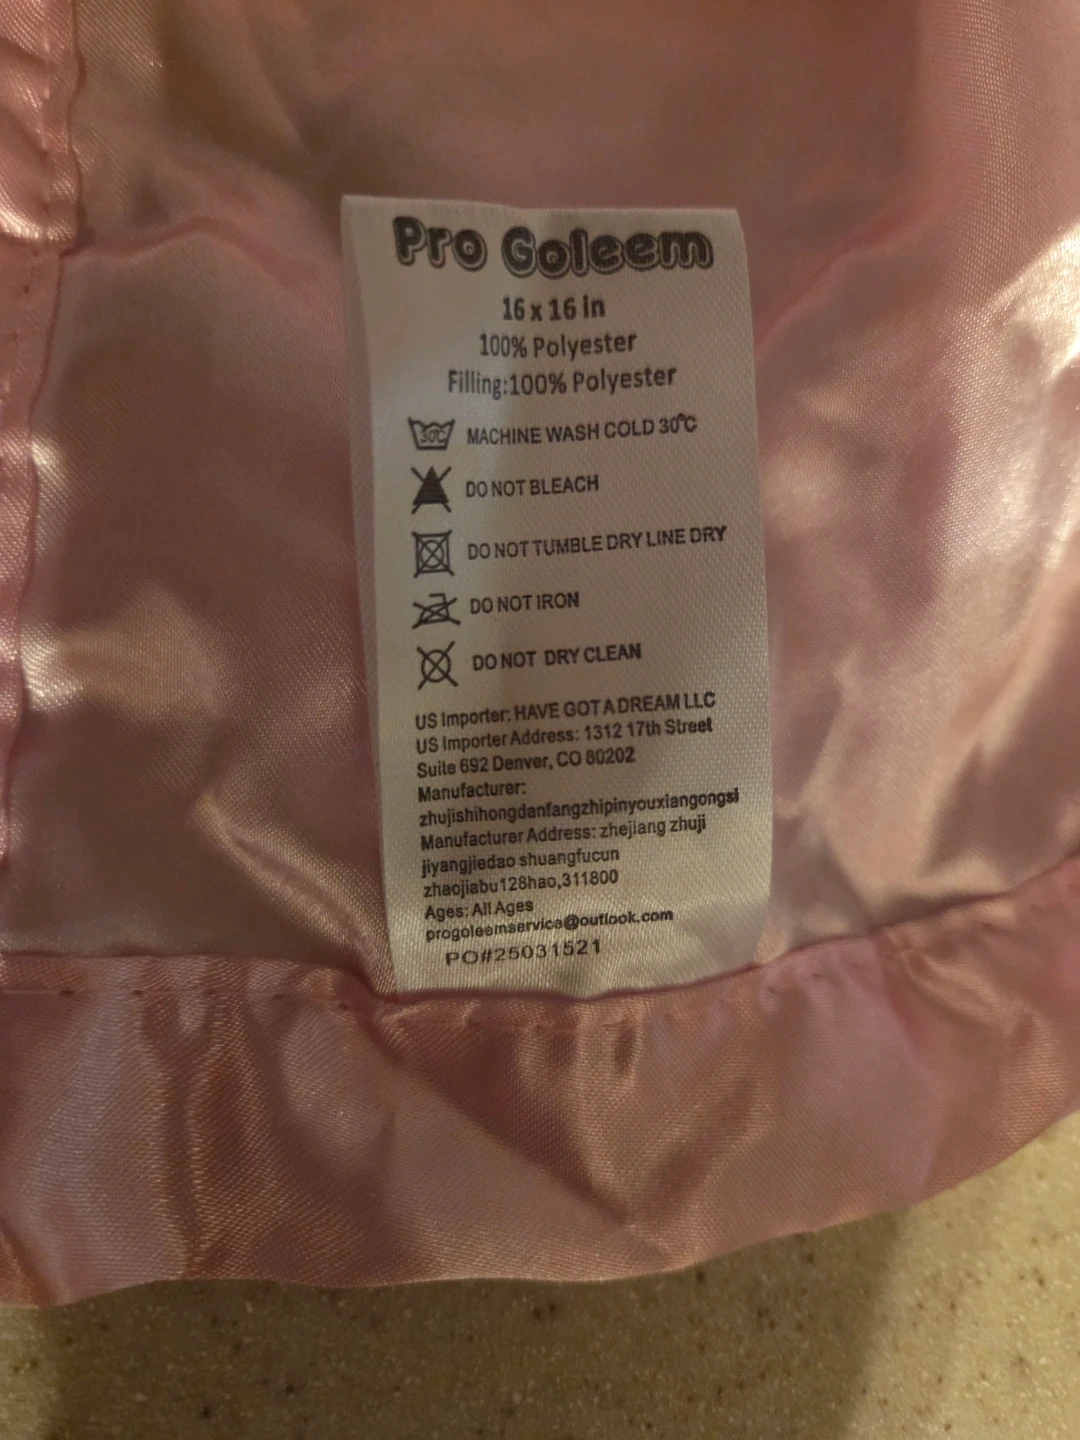 Pro Goleem
16 x 16 in
100% Polyester
Filling:100% Polyester
30°C MACHINE WASH COLD 30°C
DO NOT BLEACH
DO NOT TUMBLE DRY LINE DRY
DO NOT IRON
DO NOT DRY CLEAN
US Importer: HAVE GOT A DREAM LLC
US Importer Address: 1312 17th Street
Suite 692 Denver, CO 80202
Manufacturer:
zhujishihongdanfangzhipinyouxiangongsi
Manufacturer Address: zhejiang zhuji
jiyangjiedao shuangfucun
zhaojiabu128hao,311800
Ages: All Ages
progoleemservice@outlook.com
PO#25031521